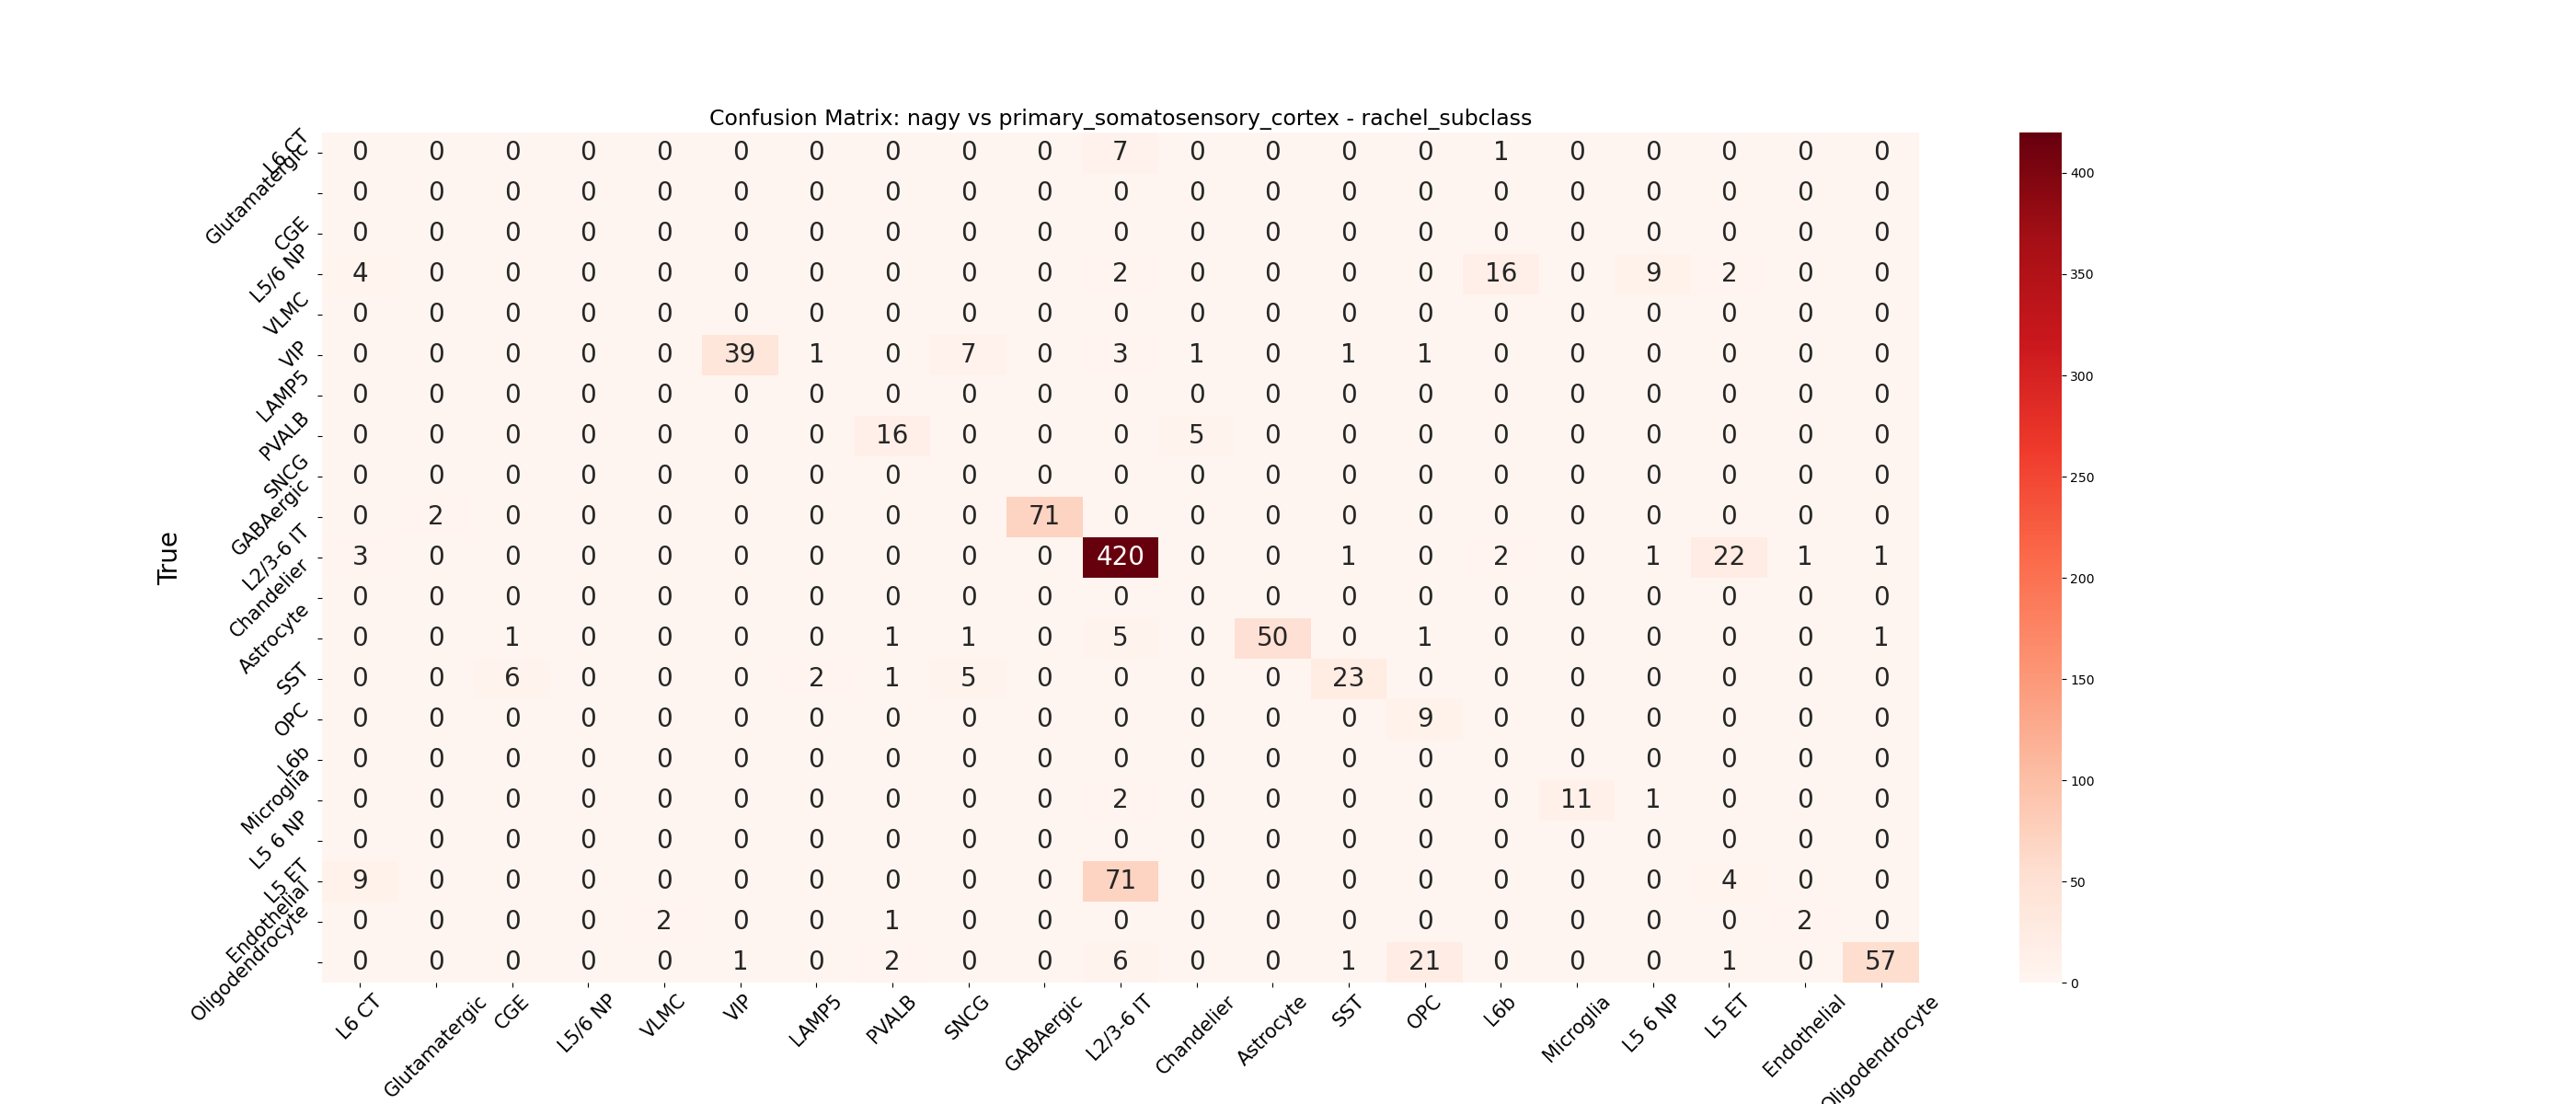 Confusion Matrix: nagy vs primary_somatosensory_cortex - rachel_subclass
L6 CT 0 0 0 0 0 0 0 0 0 0 7 0 0 0 0 1 0 0 0 0 0
Glutamatergic 0 0 0 0 0 0 0 0 0 0 0 0 0 0 0 0 0 0 0 0 0
CGE 0 0 0 0 0 0 0 0 0 0 0 0 0 0 0 0 0 0 0 0 0
L5/6 NP 4 0 0 0 0 0 0 0 0 0 2 0 0 0 0 16 0 9 2 0 0
VLMC 0 0 0 0 0 0 0 0 0 0 0 0 0 0 0 0 0 0 0 0 0
VIP 0 0 0 0 0 39 1 0 7 0 3 1 0 1 1 0 0 0 0 0 0
LAMP5 0 0 0 0 0 0 0 0 0 0 0 0 0 0 0 0 0 0 0 0 0
PVALB 0 0 0 0 0 0 0 16 0 0 0 5 0 0 0 0 0 0 0 0 0
SNCG 0 0 0 0 0 0 0 0 0 0 0 0 0 0 0 0 0 0 0 0 0
GABAergic 0 2 0 0 0 0 0 0 0 71 0 0 0 0 0 0 0 0 0 0 0
L2/3-6 IT 3 0 0 0 0 0 0 0 0 0 420 0 0 1 0 2 0 1 22 1 1
Chandelier 0 0 0 0 0 0 0 0 0 0 0 0 0 0 0 0 0 0 0 0 0
Astrocyte 0 0 1 0 0 0 0 1 1 0 5 0 50 0 1 0 0 0 0 0 1
SST 0 0 6 0 0 0 2 1 5 0 0 0 0 23 0 0 0 0 0 0 0
OPC 0 0 0 0 0 0 0 0 0 0 0 0 0 0 9 0 0 0 0 0 0
L6b 0 0 0 0 0 0 0 0 0 0 0 0 0 0 0 0 0 0 0 0 0
Microglia 0 0 0 0 0 0 0 0 0 0 2 0 0 0 0 0 11 1 0 0 0
L5 6 NP 0 0 0 0 0 0 0 0 0 0 0 0 0 0 0 0 0 0 0 0 0
L5 ET 9 0 0 0 0 0 0 0 0 0 71 0 0 0 0 0 0 0 4 0 0
Endothelial 0 0 0 0 2 0 0 1 0 0 0 0 0 0 0 0 0 0 0 2 0
Oligodendrocyte 0 0 0 0 0 1 0 2 0 0 6 0 0 1 21 0 0 0 1 0 57
True
L6 CT Glutamatergic CGE L5/6 NP VLMC VIP LAMP5 PVALB SNCG GABAergic L2/3-6 IT Chandelier Astrocyte SST OPC L6b Microglia L5 6 NP L5 ET Endothelial Oligodendrocyte
400
350
300
250
200
150
100
50
0